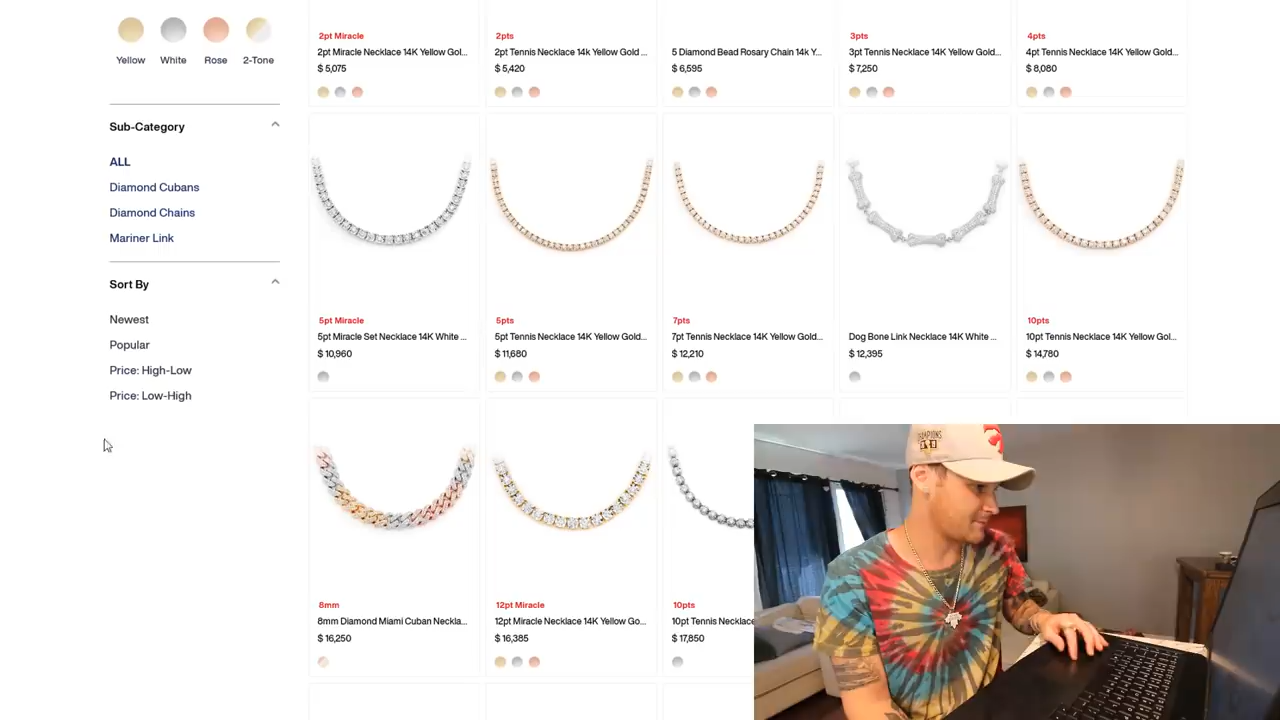 Yellow
White
Rose
2-Tone
Sub-Category
ALL
Diamond Cubans
Diamond Chains
Mariner Link
Sort By
Newest
Popular
Price: High-Low
Price: Low-High
2pt Miracle
2pt Miracle Necklace 14K Yellow Gol...
$ 5,075
2pts
2pt Tennis Necklace 14k Yellow Gold ...
$ 5,420
5 Diamond Bead Rosary Chain 14k Y...
$ 6,595
3pts
3pt Tennis Necklace 14K Yellow Gold...
$ 7,250
4pts
4pt Tennis Necklace 14K Yellow Gold...
$ 8,080
5pt Miracle
5pt Miracle Set Necklace 14K White ...
$ 10,960
5pts
5pt Tennis Necklace 14K Yellow Gold...
$ 11,680
7pts
7pt Tennis Necklace 14K Yellow Gold...
$ 12,210
Dog Bone Link Necklace 14K White ...
$ 12,395
10pts
10pt Tennis Necklace 14K Yellow Gol...
$ 14,780
8mm
8mm Diamond Miami Cuban Neckla...
$ 16,250
12pt Miracle
12pt Miracle Necklace 14K Yellow Go...
$ 16,385
10pts
10pt Tennis Necklace
$ 17,850
CHAMPIONS